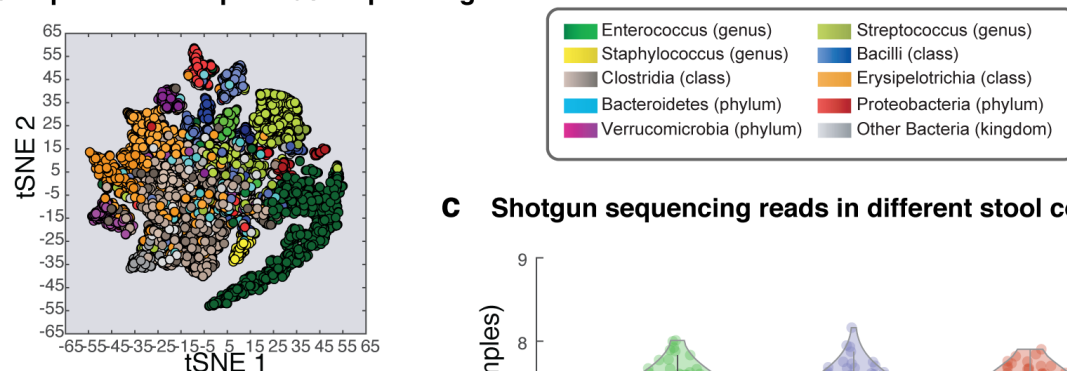 Enterococcus (genus)
Staphylococcus (genus)
Clostridia (class)
Bacteroidetes (phylum)
Verrucomicrobia (phylum)
Streptococcus (genus)
Bacilli (class)
Erysipelotrichia (class)
Proteobacteria (phylum)
Other Bacteria (kingdom)
65
55
45
35
25
15
5
-5
-15
-25
-35
-45
-55
-65
tSNE 2
-65-55-45-35-25-15-5 5 15 25 35 45 55 65
tSNE 1
c Shotgun sequencing reads in different stool
9
8